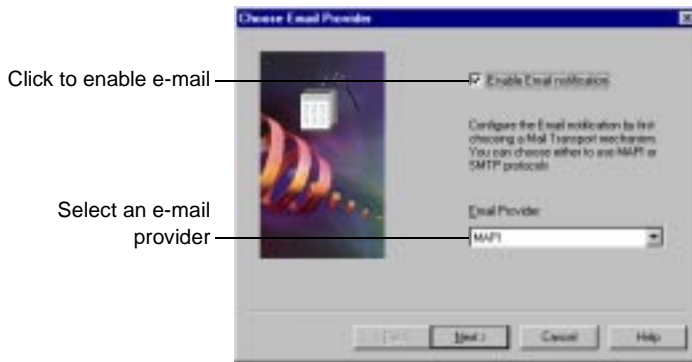 Choose Email Provider
Click to enable e-mail
Enable Email notification
Configure the Email notification by first
choosing a Mail Transport mechanism.
You can choose either to use MAPI or
SMTP protocols
Select an e-mail
provider
Email Provider
MAPI
Next >
Cancel
Help